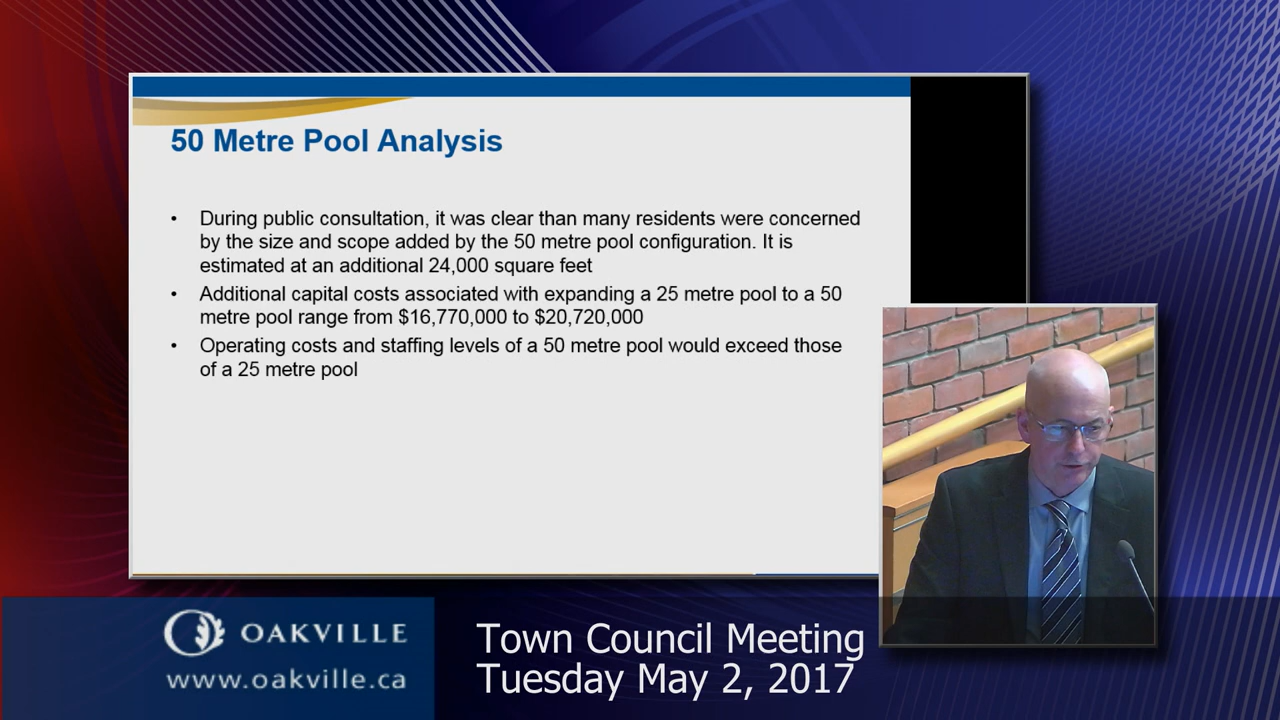 50 Metre Pool Analysis
• During public consultation, it was clear than many residents were concerned
by the size and scope added by the 50 metre pool configuration. It is
estimated at an additional 24,000 square feet
• Additional capital costs associated with expanding a 25 metre pool to a 50
metre pool range from $16,770,000 to $20,720,000
• Operating costs and staffing levels of a 50 metre pool would exceed those
of a 25 metre pool
OAKVILLE
www.oakville.ca
Town Council Meeting
Tuesday May 2, 2017